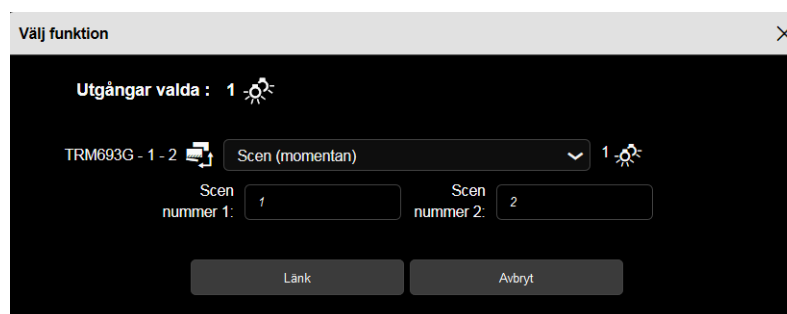 Välj funktion
Utgångar valda : 1
TRM693G - 1 - 2 Scen (momentan) 1
Scen nummer 1: 1 Scen nummer 2: 2
Länk Avbryt